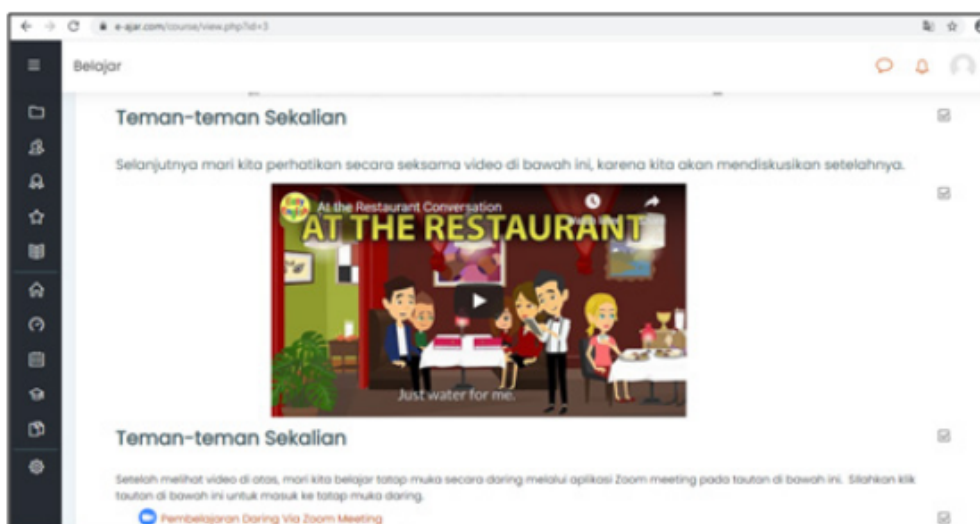 e-ajar.com/course/view.php?id=3
Belajar
Teman-teman Sekalian
Selanjutnya mari kita perhatikan secara seksama video di bawah ini, karena kita akan mendiskusikan setelahnya.
Easy English
At the Restaurant Conversation
AT THE RESTAURANT
Just water for me.
Teman-teman Sekalian
Setelah melihat video di atas, mari kita belajar tatap muka secara daring melalui aplikasi Zoom meeting pada tautan di bawah ini. Silahkan klik
tautan di bawah ini untuk masuk ke tatap muka daring.
Pembelajaran Daring Via Zoom Meeting